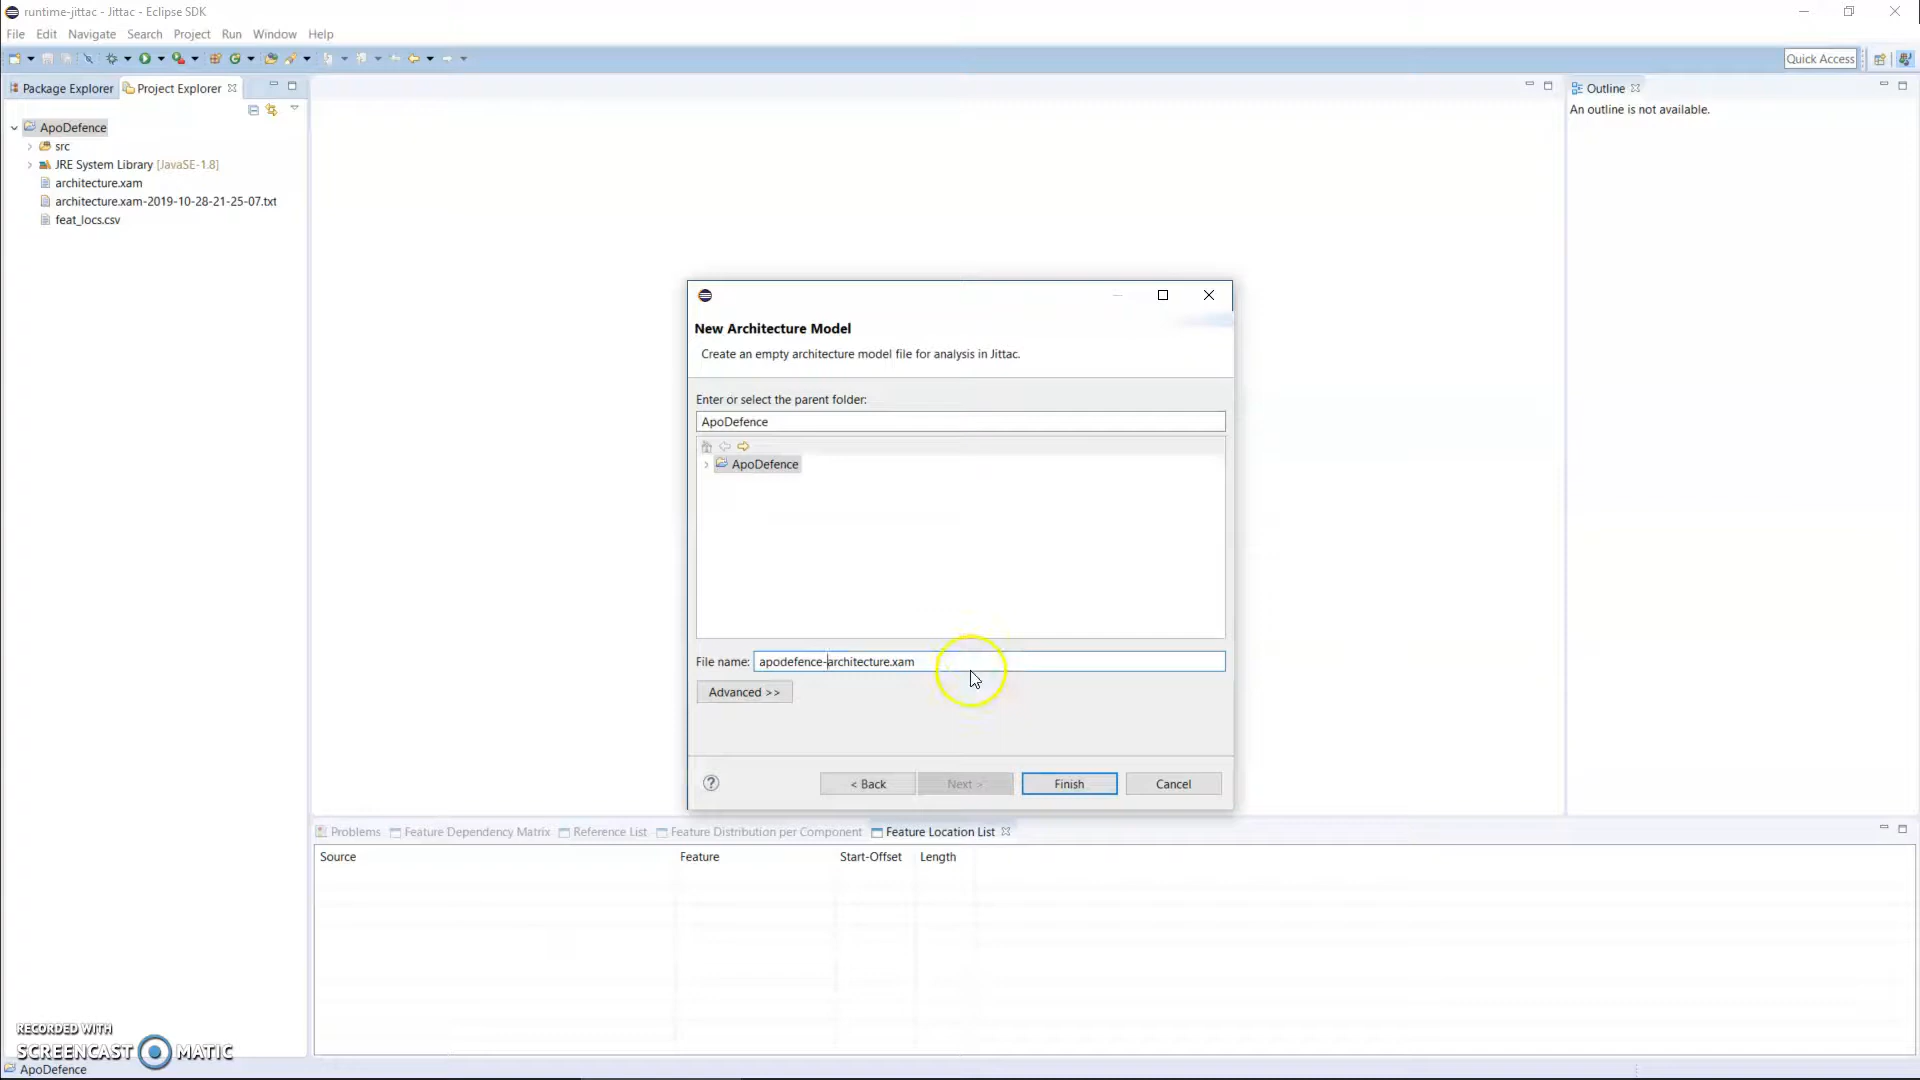 runtime-jittac - Jittac - Eclipse SDK
File Edit Navigate Search Project Run Window Help
Quick Access
Package Explorer Project Explorer
Outline
An outline is not available.
ApoDefence
src
JRE System Library [JavaSE-1.8]
architecture.xam
architecture.xam-2019-10-28-21-25-07.txt
feat_locs.csv
New Architecture Model
Create an empty architecture model file for analysis in Jittac.
Enter or select the parent folder:
ApoDefence
ApoDefence
File name: apodefence-architecture.xam
Advanced >>
? < Back Next > Finish Cancel
Problems Feature Dependency Matrix Reference List Feature Distribution per Component Feature Location List
Source Feature Start-Offset Length
RECORDED WITH
SCREENCAST MATIC
ApoDefence